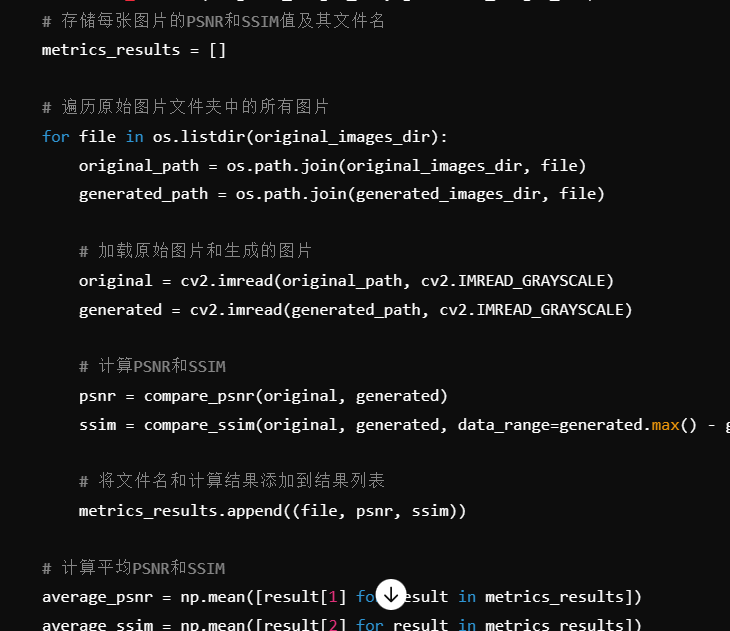 # 存储每张图片的PSNR和SSIM值及其文件名
metrics_results = []
# 遍历原始图片文件夹中的所有图片
for file in os.listdir(original_images_dir):
original_path = os.path.join(original_images_dir, file)
generated_path = os.path.join(generated_images_dir, file)
# 加载原始图片和生成的图片
original = cv2.imread(original_path, cv2.IMREAD_GRAYSCALE)
generated = cv2.imread(generated_path, cv2.IMREAD_GRAYSCALE)
# 计算PSNR和SSIM
psnr = compare_psnr(original, generated)
ssim = compare_ssim(original, generated, data_range=generated.max() -
# 将文件名和计算结果添加到结果列表
metrics_results.append((file, psnr, ssim))
# 计算平均PSNR和SSIM
average_psnr = np.mean([result[1] fo esult in metrics_results])
average_ssim = np.mean([result[2] for result in metrics_results])